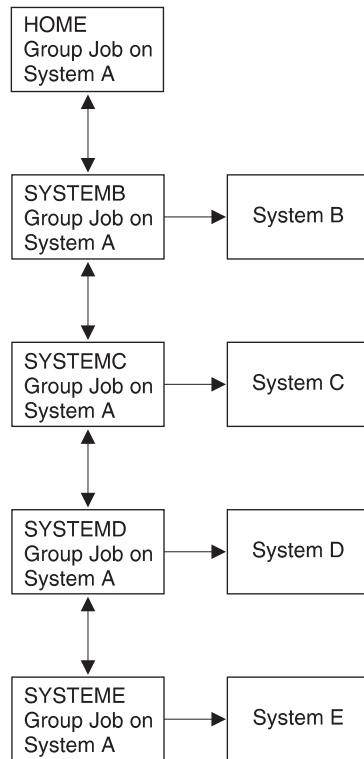 HOME
Group Job on
System A
SYSTEMB
Group Job on
System A
System B
SYSTEMC
Group Job on
System A
System C
SYSTEMD
Group Job on
System A
System D
SYSTEME
Group Job on
System A
System E